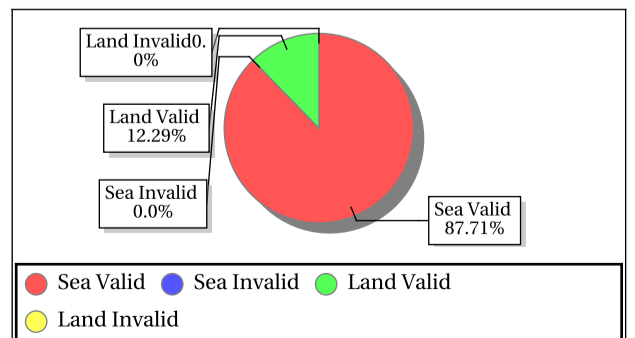 Land Invalid0.
0%
Land Valid
12.29%
Sea Invalid
0.0%
Sea Valid
87.71%
Sea Valid Sea Invalid Land Valid
Land Invalid